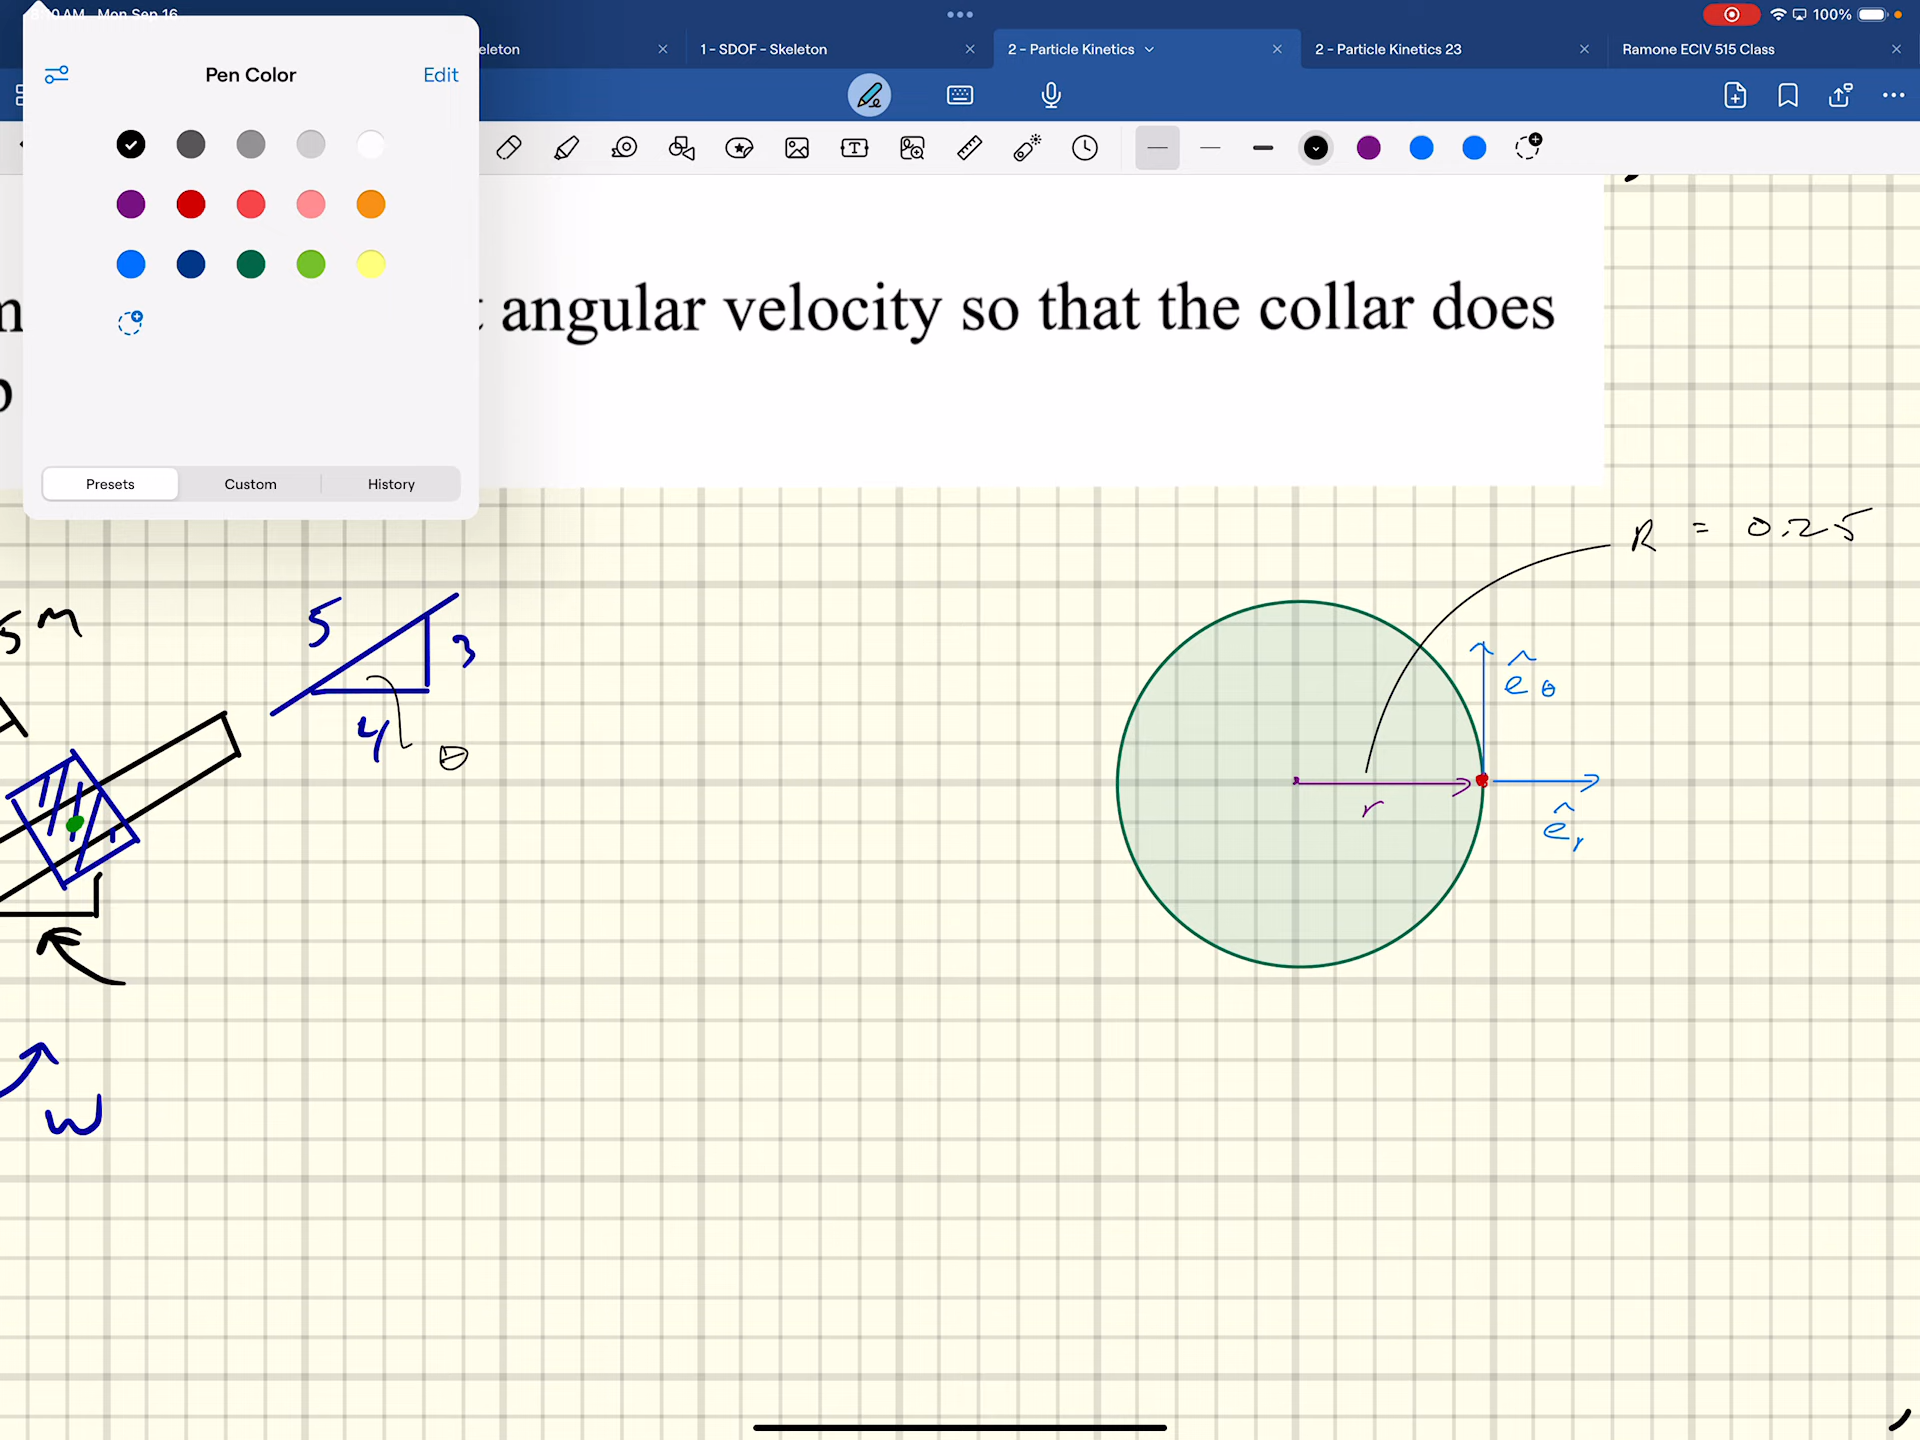 Mon Sep 16
100%
eleton
1 - SDOF - Skeleton
2 - Particle Kinetics
2 - Particle Kinetics 23
Ramone ECIV 515 Class
Pen Color
Edit
angular velocity so that the collar does
Presets
Custom
History
R = 0.25
5 m
5
3
4
θ
ê θ
r
ê r
w